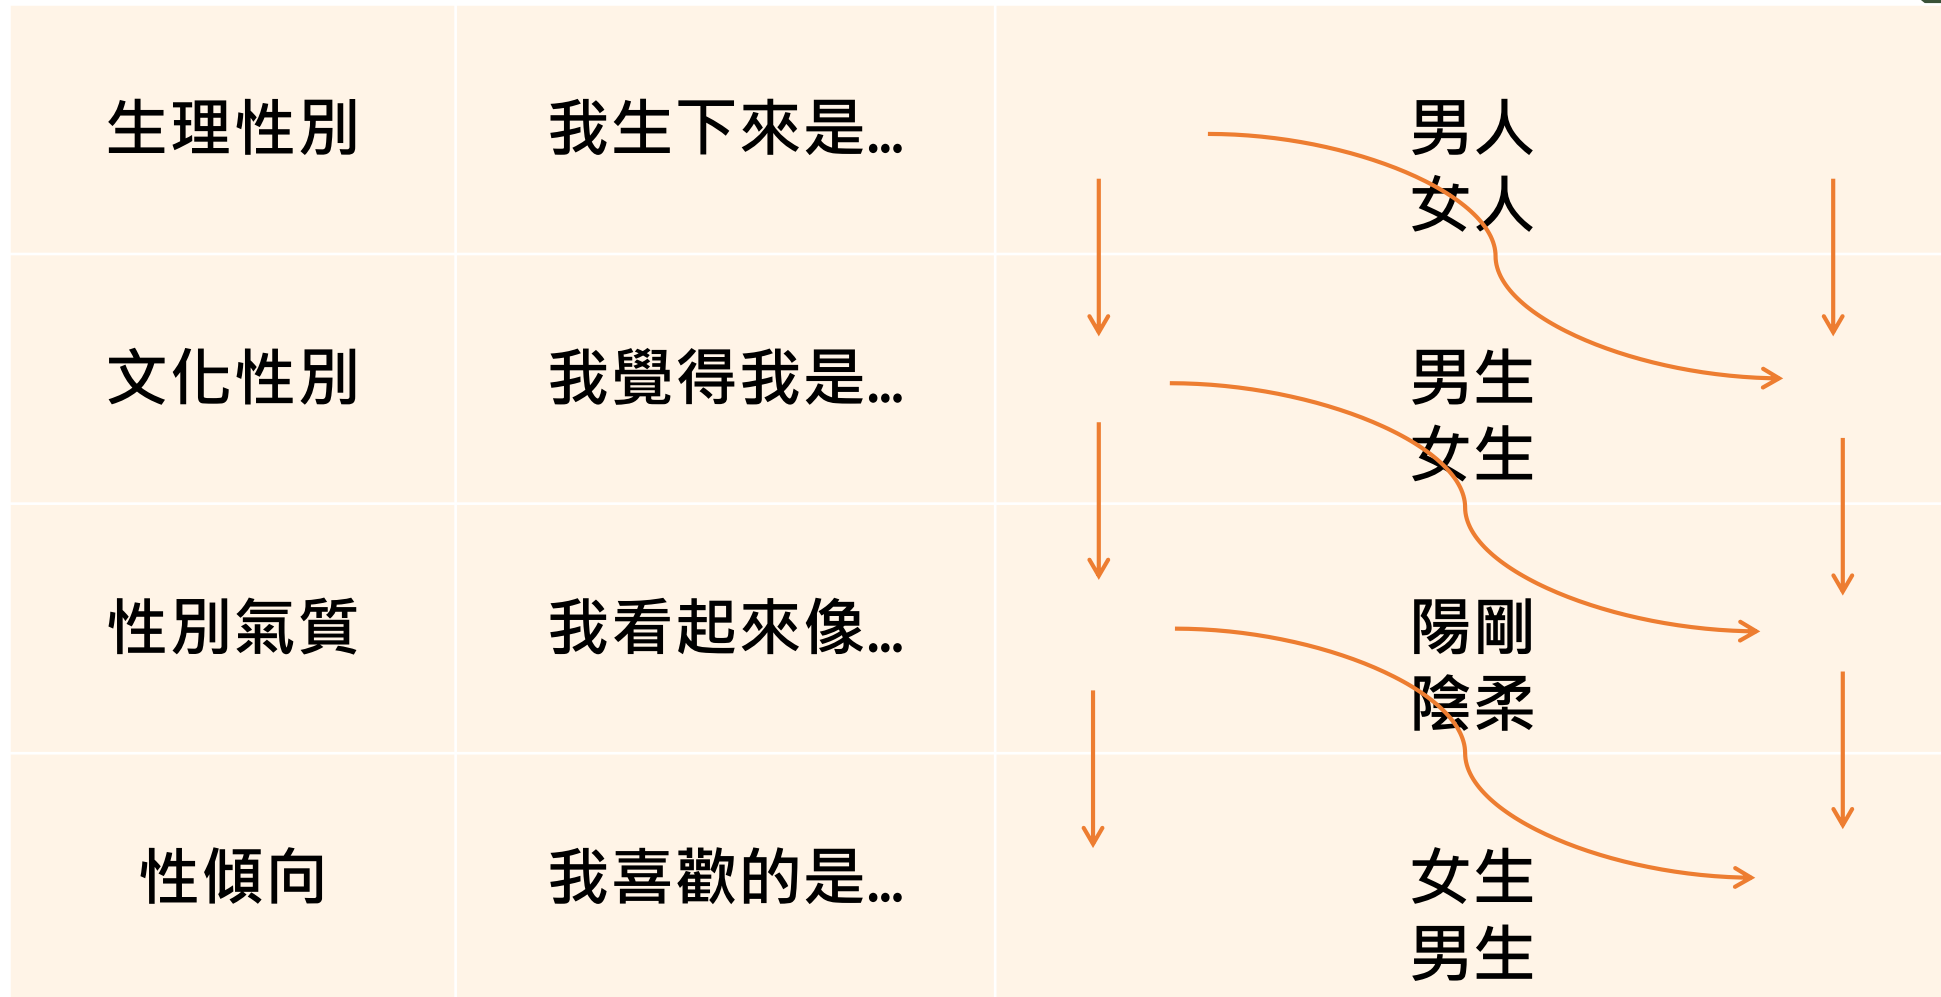 生理性別
我生下來是...
男人
女人
文化性別
我覺得我是...
男生
女生
性別氣質
我看起來像...
陽剛
陰柔
性傾向
我喜歡的是...
女生
男生